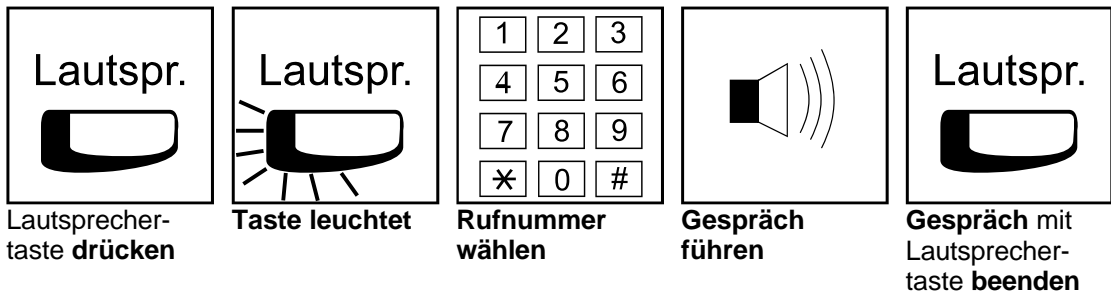 Lautspr.
Lautsprecher-
taste drücken
Lautspr.
Taste leuchtet
1 2 3
4 5 6
7 8 9
* 0 #
Rufnummer
wählen
Gespräch
führen
Lautspr.
Gespräch mit
Lautsprecher-
taste beenden